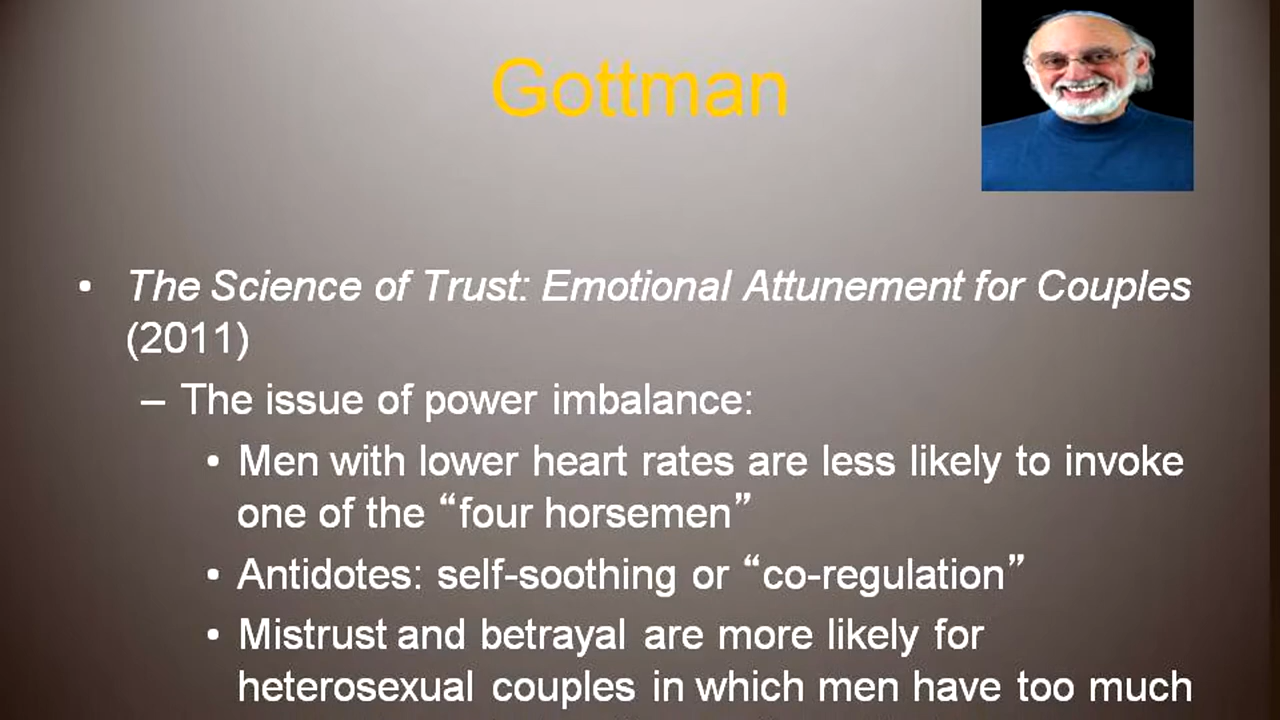 Gottman
• The Science of Trust: Emotional Attunement for Couples
(2011)
– The issue of power imbalance:
• Men with lower heart rates are less likely to invoke
one of the “four horsemen”
• Antidotes: self-soothing or “co-regulation”
• Mistrust and betrayal are more likely for
heterosexual couples in which men have too much